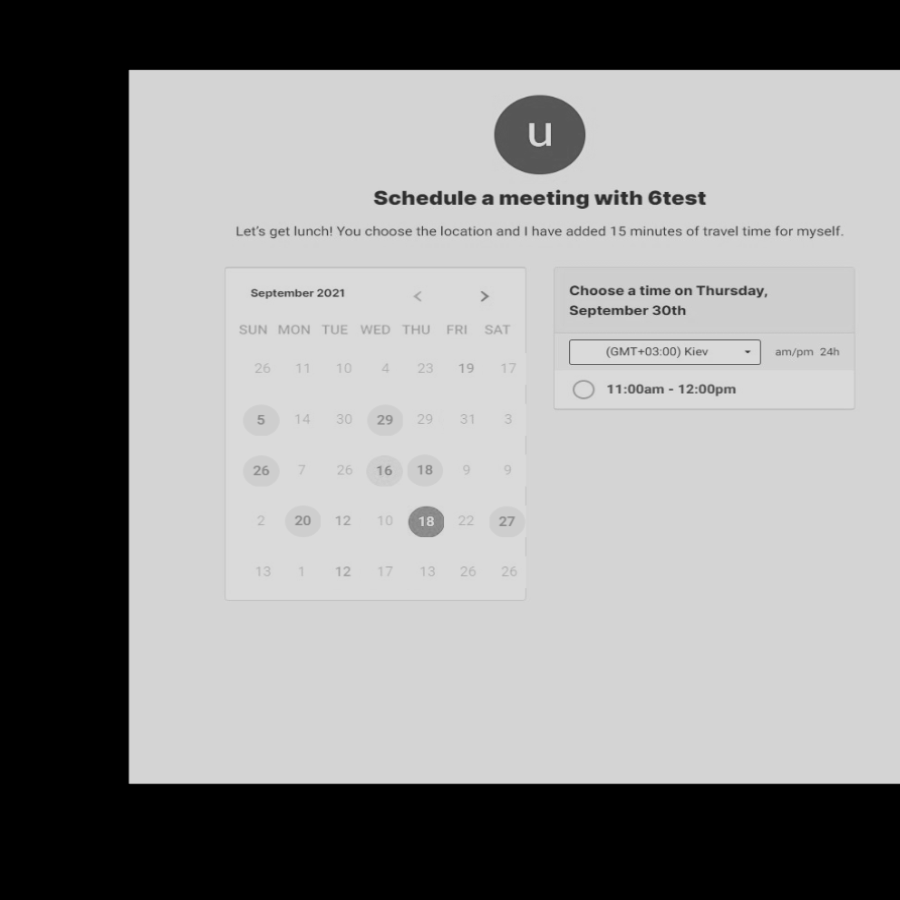 u
Schedule a meeting with 6test
Let's get lunch! You choose the location and I have added 15 minutes of travel time for myself.
September 2021 < >
SUN MON TUE WED THU FRI SAT
26 11 10 4 23 19 17
5 14 30 29 29 31 3
26 7 26 16 18 9 9
2 20 12 10 18 22 27
13 1 12 17 13 26 26
Choose a time on Thursday,
September 30th
(GMT+03:00) Kiev am/pm 24h
11:00am - 12:00pm